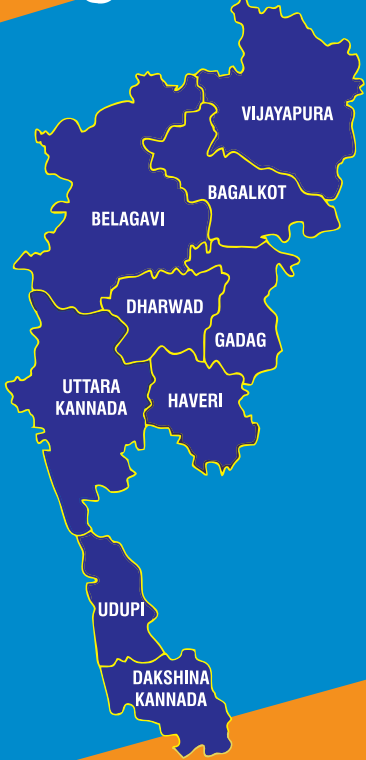 VIJAYAPURA
BAGALKOT
BELAGAVI
DHARWAD
GADAG
UTTARA
KANNADA
HAVERI
UDUPI
DAKSHINA
KANNADA